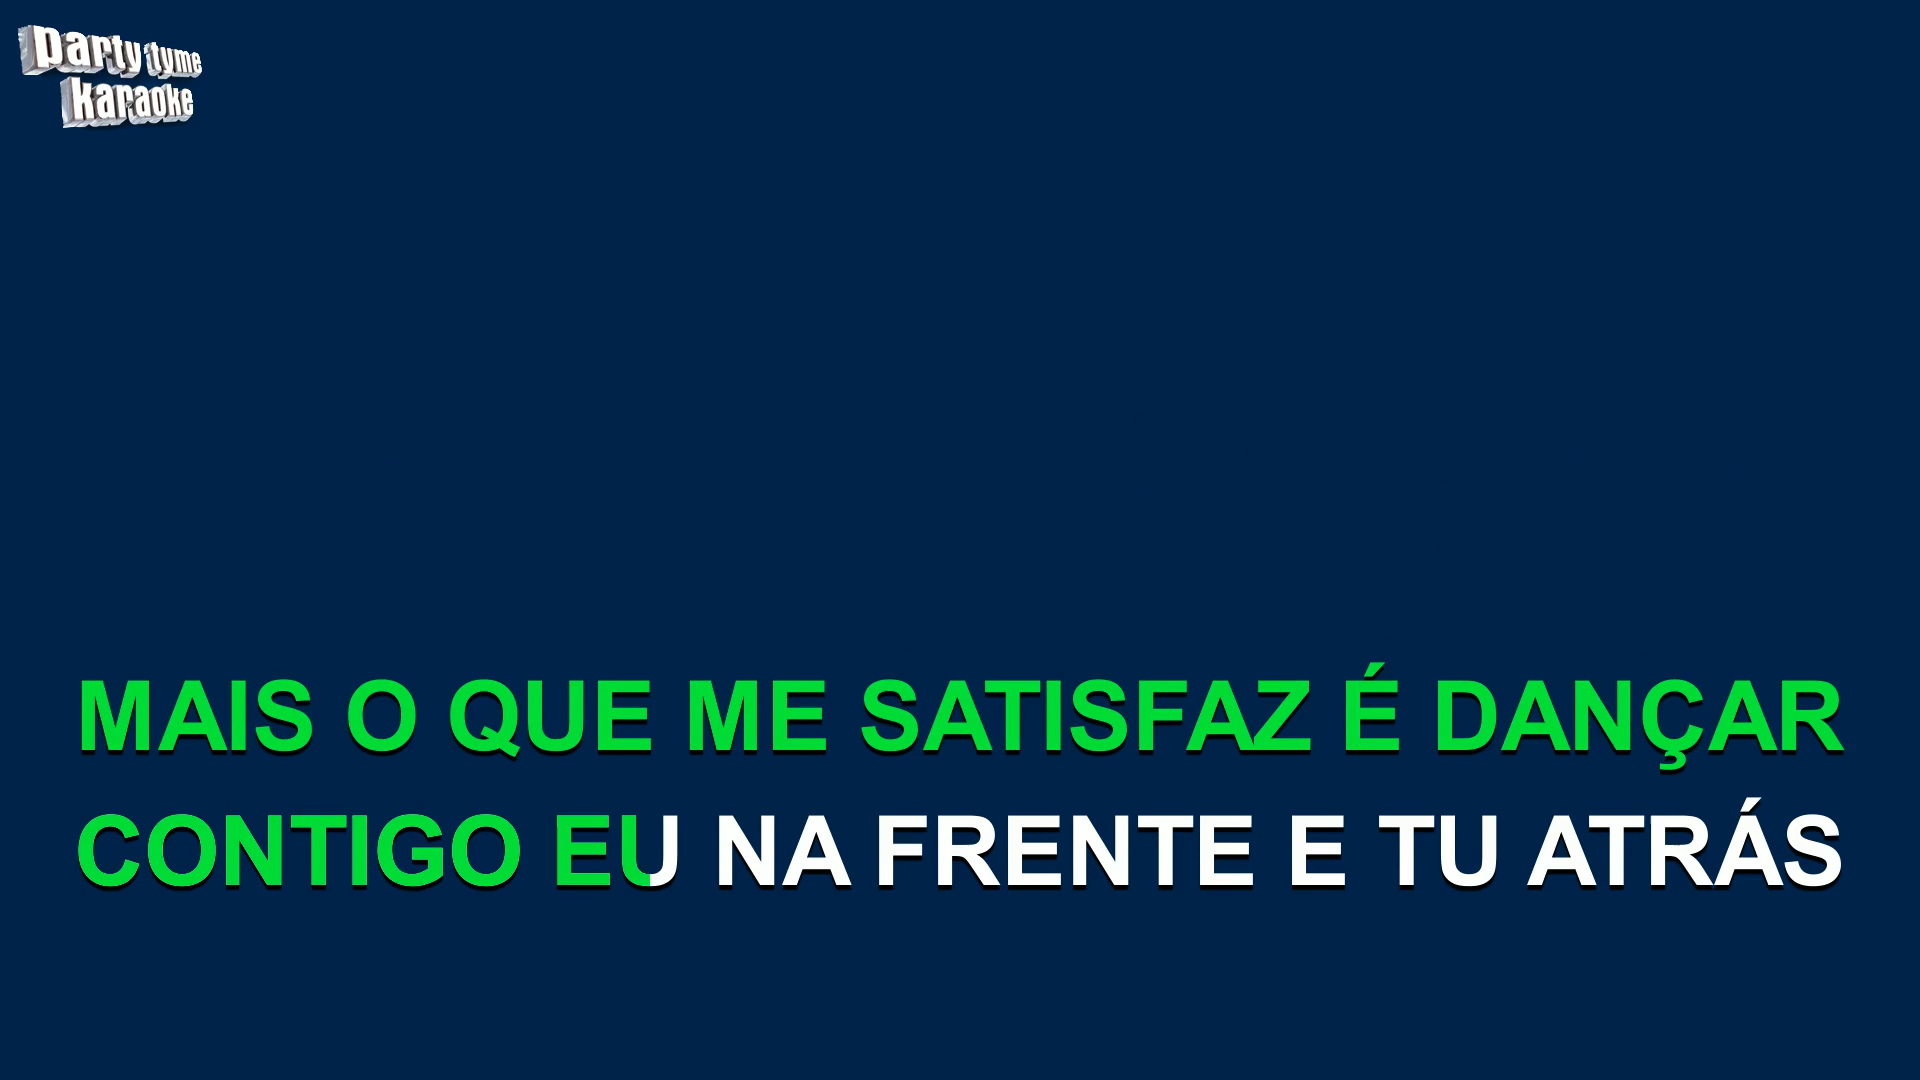 party tyme
karaoke
MAIS O QUE ME SATISFAZ É DANÇAR
CONTIGO EU NA FRENTE E TU ATRÁS